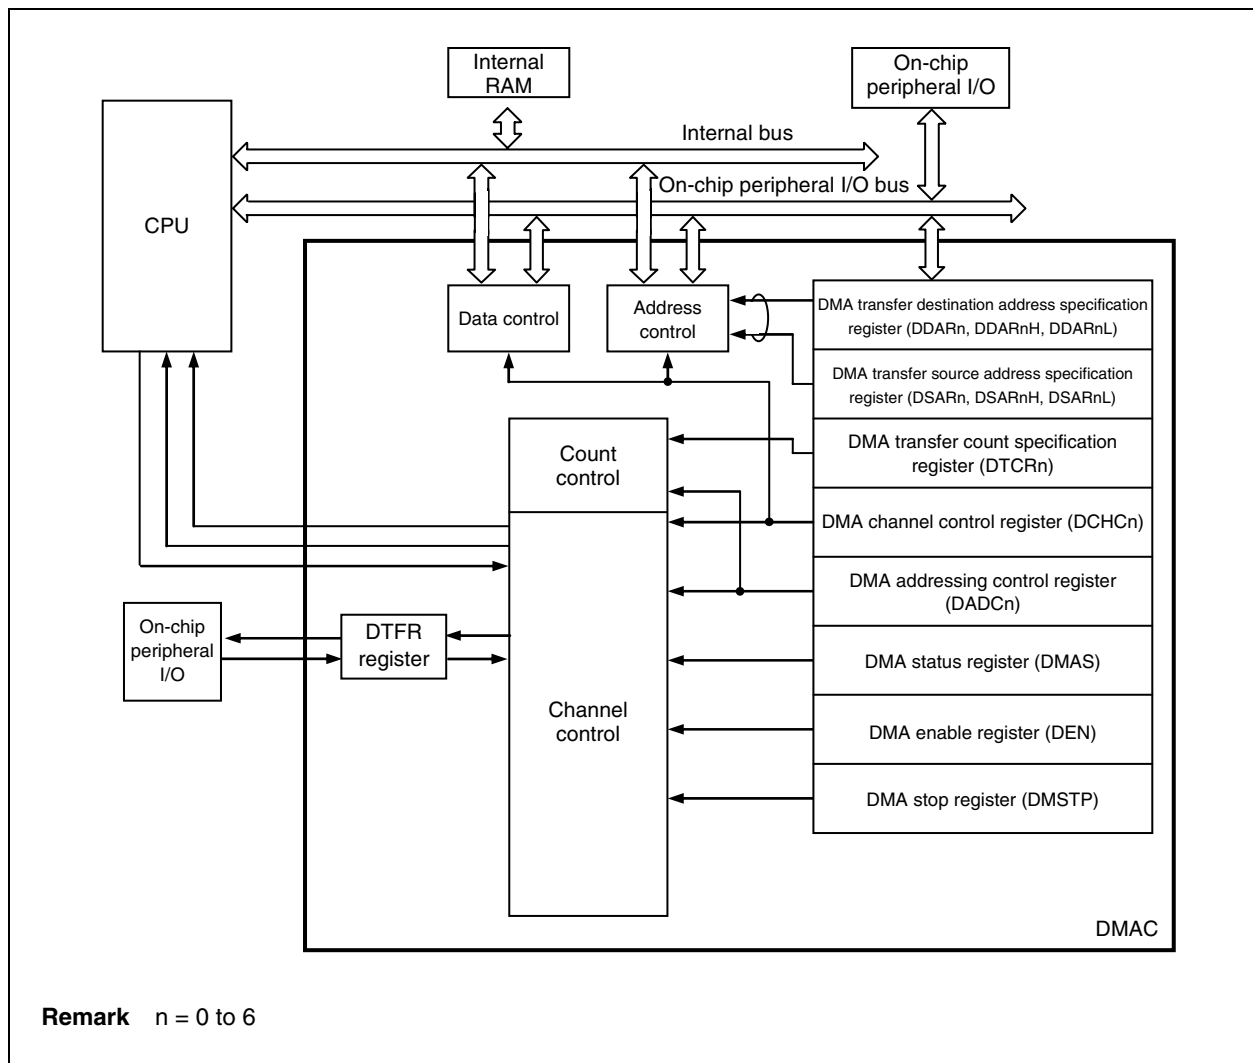 Internal
RAM
On-chip
peripheral I/O
Internal bus
On-chip peripheral I/O bus
CPU
Data control
Address
control
DMA transfer destination address specification
register (DDARn, DDARnH, DDARnL)
DMA transfer source address specification
register (DSARn, DSARnH, DSARnL)
DMA transfer count specification
register (DTCRn)
Count
control
DMA channel control register (DCHCn)
DMA addressing control register
(DADCn)
On-chip
peripheral
I/O
DTFR
register
DMA status register (DMAS)
Channel
control
DMA enable register (DEN)
DMA stop register (DMSTP)
DMAC
Remark n = 0 to 6